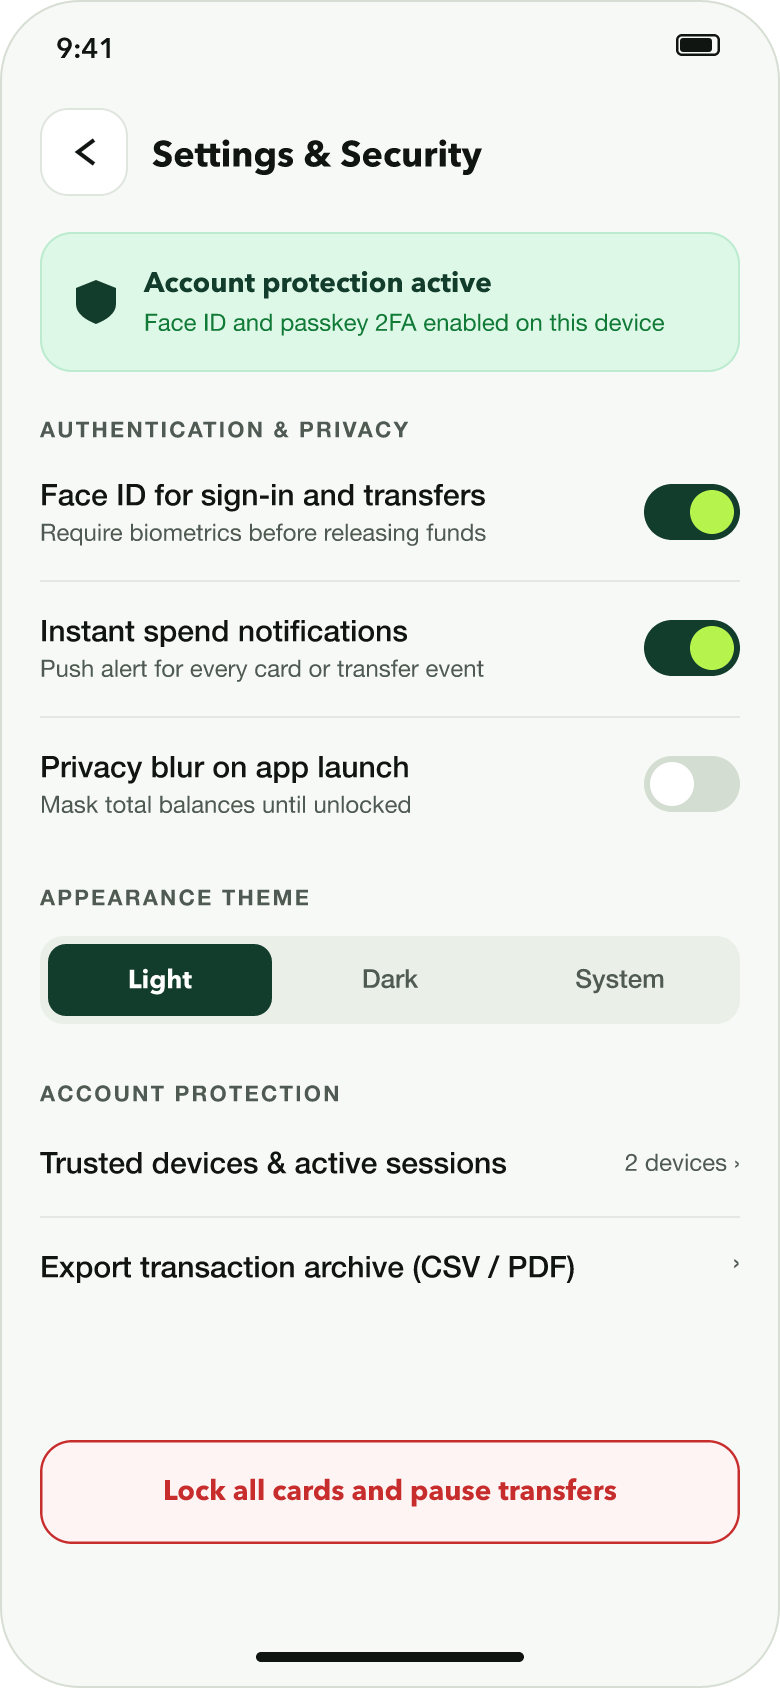 9:41
Settings & Security
Account protection active
Face ID and passkey 2FA enabled on this device
AUTHENTICATION & PRIVACY
Face ID for sign-in and transfers
Require biometrics before releasing funds
Instant spend notifications
Push alert for every card or transfer event
Privacy blur on app launch
Mask total balances until unlocked
APPEARANCE THEME
Light Dark System
ACCOUNT PROTECTION
Trusted devices & active sessions 2 devices ›
Export transaction archive (CSV / PDF) ›
Lock all cards and pause transfers